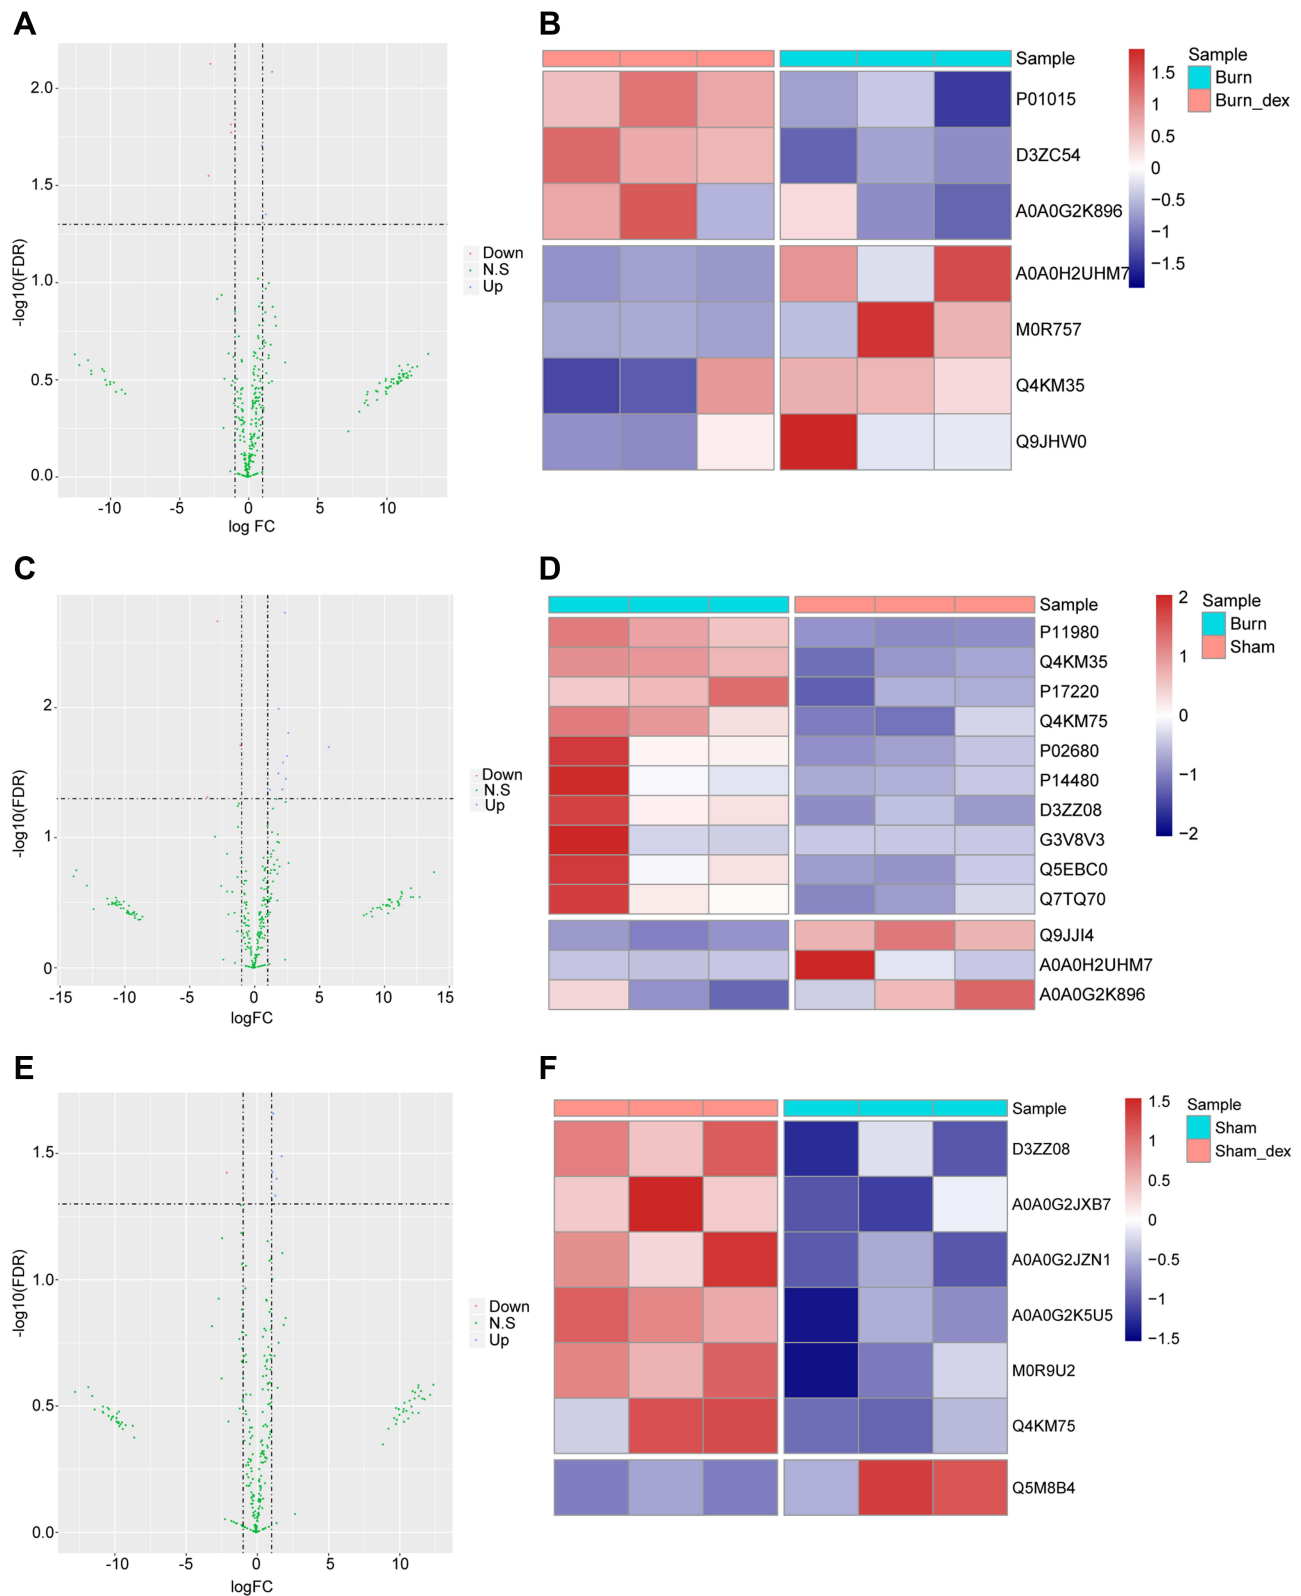 A
2.0
1.5
1.0
0.5
0.0
-log10(FDR)
-10
-5
0
5
10
log FC
Down
N.S
Up
B
Sample
P01015
D3ZC54
A0A0G2K896
A0A0H2UHM7
M0R757
Q4KM35
Q9JHW0
1.5
1
0.5
0
−0.5
−1
−1.5
Sample
Burn
Burn_dex
C
2
1
0
-log10(FDR)
-15
-10
-5
0
5
10
15
logFC
Down
N.S
Up
D
Sample
P11980
Q4KM35
P17220
Q4KM75
P02680
P14480
D3ZZ08
G3V8V3
Q5EBC0
Q7TQ70
Q9JJI4
A0A0H2UHM7
A0A0G2K896
2
1
0
−1
−2
Sample
Burn
Sham
E
1.5
1.0
0.5
0.0
-log10(FDR)
-10
-5
0
5
10
logFC
Down
N.S
Up
F
Sample
D3ZZ08
A0A0G2JXB7
A0A0G2JZN1
A0A0G2K5U5
M0R9U2
Q4KM75
Q5M8B4
1.5
1
0.5
0
−0.5
−1
−1.5
Sample
Sham
Sham_dex